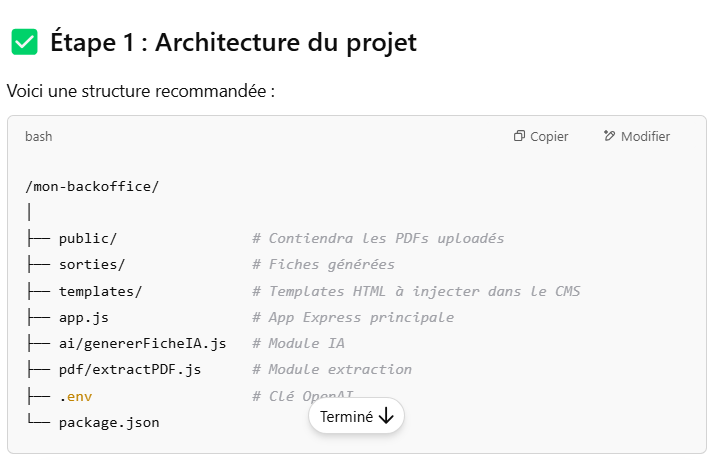 ✅ Étape 1 : Architecture du projet
Voici une structure recommandée :
bash Copier Modifier
/mon-backoffice/
│
├── public/ # Contiendra les PDFs uploadés
├── sorties/ # Fiches générées
├── templates/ # Templates HTML à injecter dans le CMS
├── app.js # App Express principale
├── ai/genererFicheIA.js # Module IA
├── pdf/extractPDF.js # Module extraction
├── .env # Clé OpenAI
└── package.json
Terminé ↓